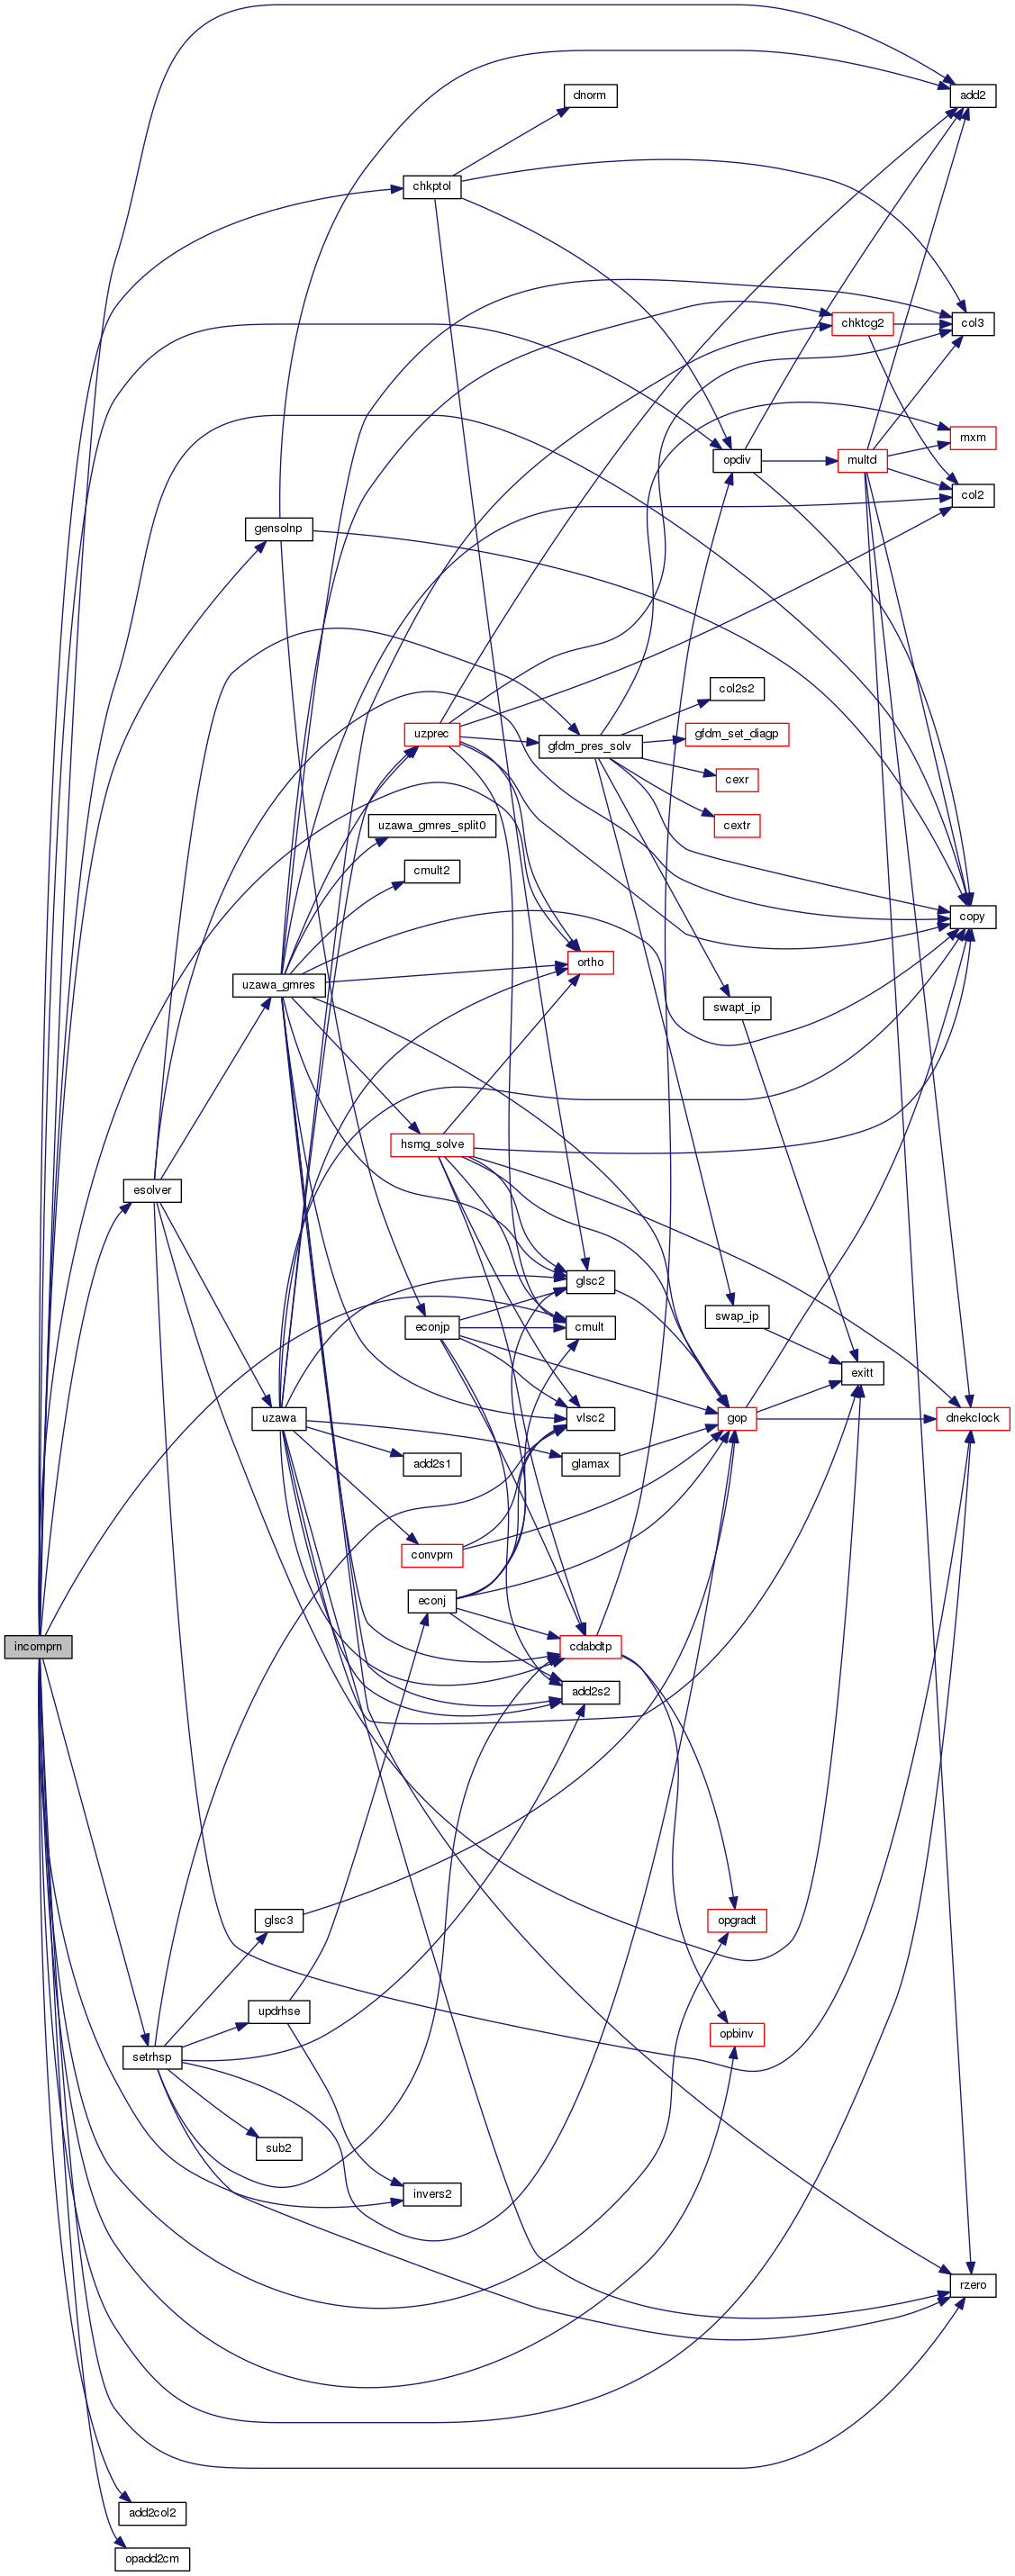 add2
dnorm
chkptol
col3
chktcg2
mxm
opdiv
multd
col2
gensolnp
col2s2
uzprec
gfdm_set_diagp
gfdm_pres_solv
cexr
uzawa_gmres_split0
cextr
cmult2
copy
ortho
uzawa_gmres
swapt_ip
hsmg_solve
esolver
glsc2
swap_ip
econjp
cmult
exitt
uzawa
vlsc2
gop
dnekclock
add2s1
glamax
convprn
econj
incomprn
cdabdtp
add2s2
glsc3
opgradt
updrhse
opbinv
setrhsp
sub2
invers2
rzero
add2col2
opadd2cm